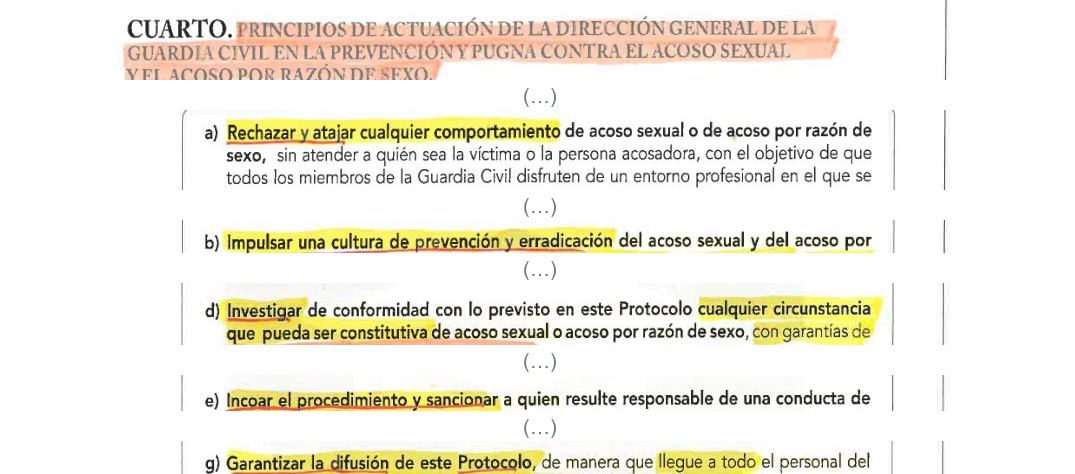 CUARTO. PRINCIPIOS DE ACTUACIÓN DE LA DIRECCIÓN GENERAL DE LA
GUARDIA CIVIL EN LA PREVENCIÓN Y PUGNA CONTRA EL ACOSO SEXUAL
Y EL ACOSO POR RAZÓN DE SEXO.
(...)
a) Rechazar y atajar cualquier comportamiento de acoso sexual o de acoso por razón de
sexo, sin atender a quién sea la víctima o la persona acosadora, con el objetivo de que
todos los miembros de la Guardia Civil disfruten de un entorno profesional en el que se
(...)
b) Impulsar una cultura de prevención y erradicación del acoso sexual y del acoso por
(...)
d) Investigar de conformidad con lo previsto en este Protocolo cualquier circunstancia
que pueda ser constitutiva de acoso sexual o acoso por razón de sexo, con garantías de
(...)
e) Incoar el procedimiento y sancionar a quien resulte responsable de una conducta de
(...)
g) Garantizar la difusión de este Protocolo, de manera que llegue a todo el personal del